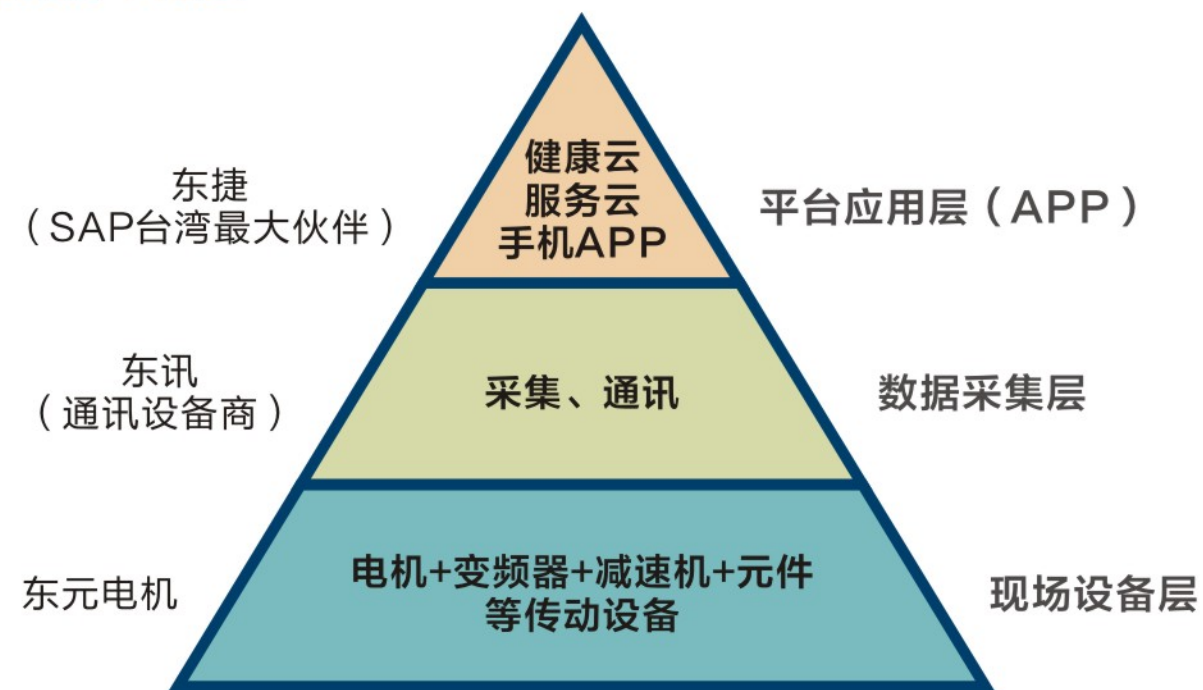 东捷
（SAP台湾最大伙伴）
健康云
服务云
手机APP
平台应用层（APP）
东讯
（通讯设备商）
采集、通讯
数据采集层
东元电机
电机+变频器+减速机+元件
等传动设备
现场设备层